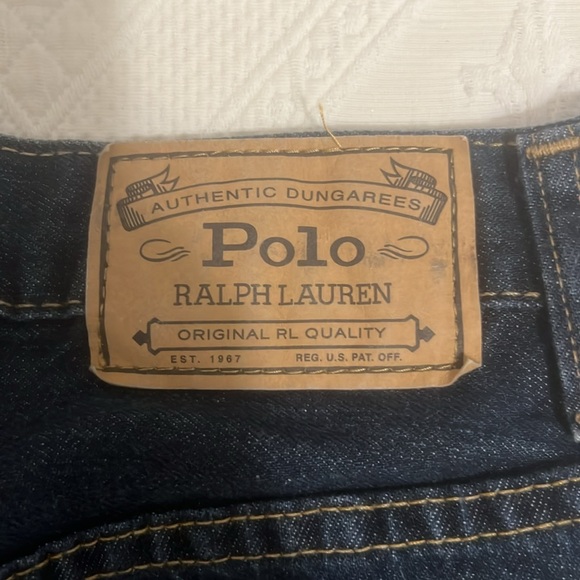 AUTHENTIC DUNGAREES
Polo
RALPH LAUREN
ORIGINAL RL QUALITY
EST. 1967 REG. U.S. PAT. OFF.